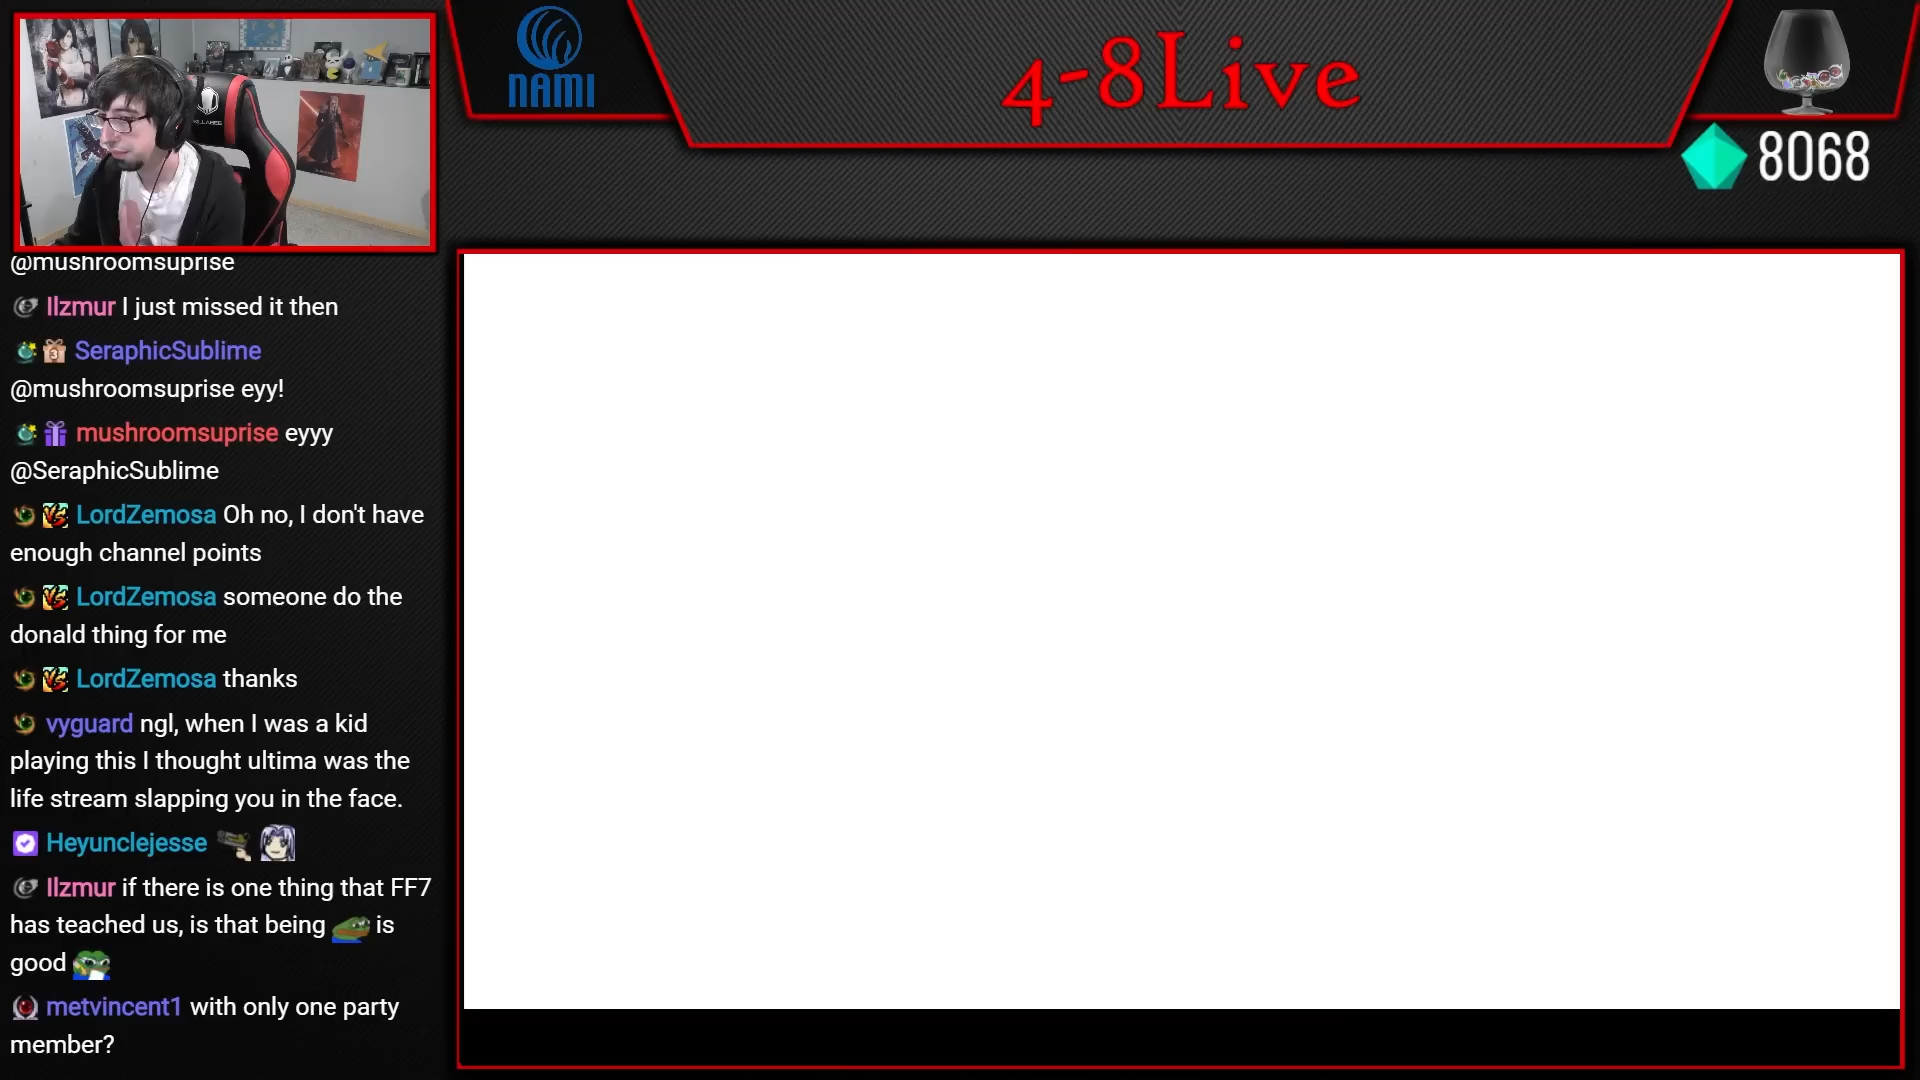 NAMI
4-8Live
8068
@mushroomsuprise
Ilzmur I just missed it then
SeraphicSublime
@mushroomsuprise eyy!
mushroomsuprise eyyy
@SeraphicSublime
LordZemosa Oh no, I don't have
enough channel points
LordZemosa someone do the
donald thing for me
LordZemosa thanks
vyguard ngl, when I was a kid
playing this I thought ultima was the
life stream slapping you in the face.
Heyunclejesse
Ilzmur if there is one thing that FF7
has teached us, is that being is
good
metvincent1 with only one party
member?